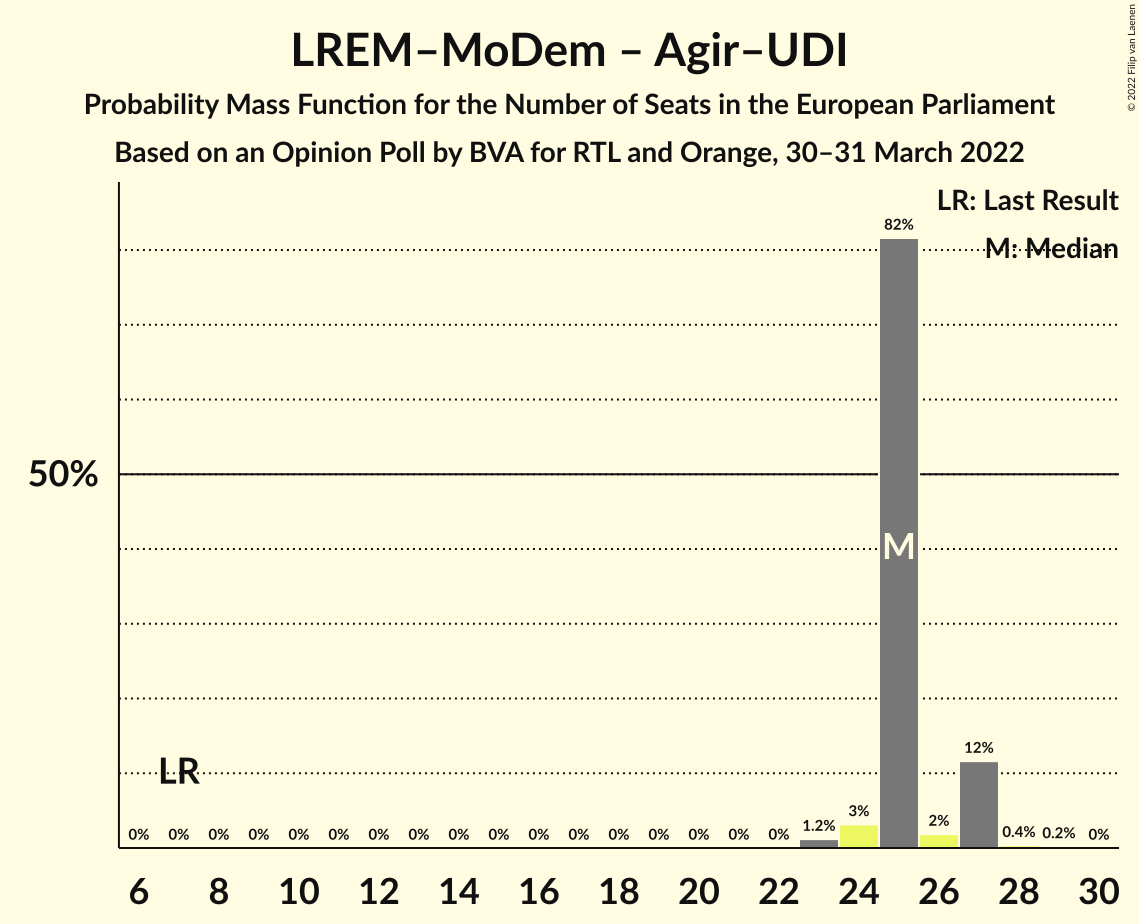 LREM–MoDem – Agir–UDI
Probability Mass Function for the Number of Seats in the European Parliament
Based on an Opinion Poll by BVA for RTL and Orange, 30–31 March 2022
© 2022 Filip van Laenen
LR: Last Result
M: Median
82%
50%
M
LR
0% 0% 0% 0% 0% 0% 0% 0% 0% 0% 0% 0% 0% 0% 0% 0% 0% 1.2% 3% 2% 12% 0.4% 0.2% 0%
6 8 10 12 14 16 18 20 22 24 26 28 30